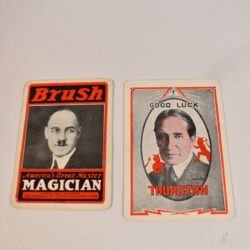 Brush
America's Great Master
MAGICIAN
GOOD LUCK
THURSTON